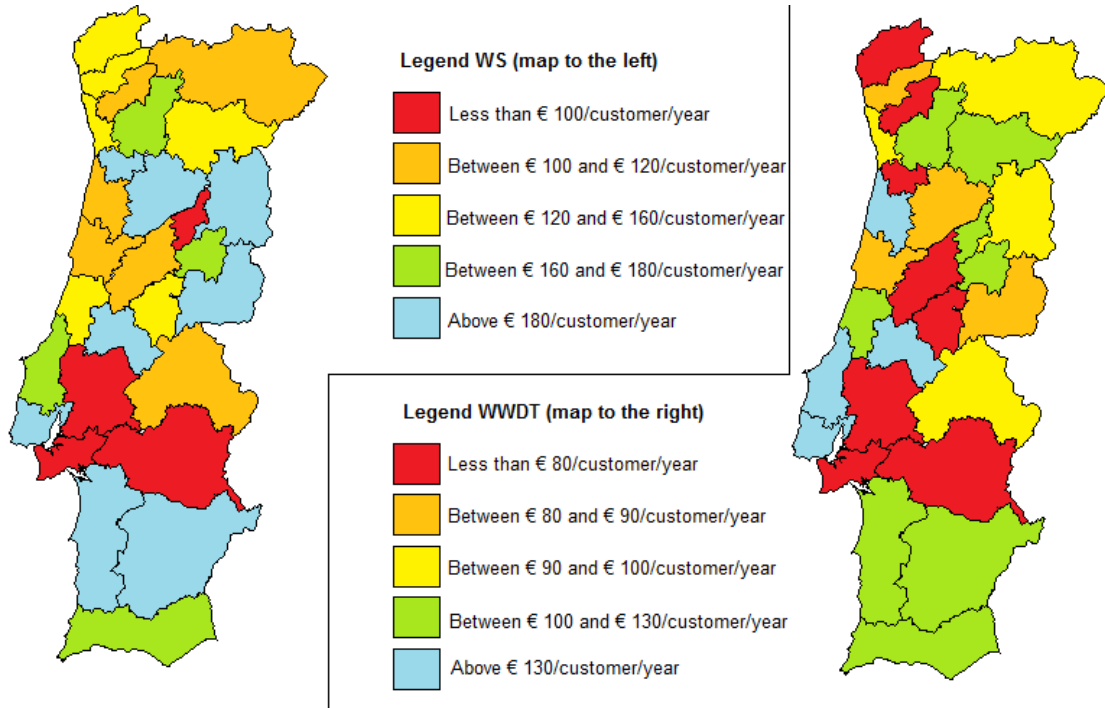 Legend WS (map to the left)
Less than € 100/customer/year
Between € 100 and € 120/customer/year
Between € 120 and € 160/customer/year
Between € 160 and € 180/customer/year
Above € 180/customer/year
Legend WWDT (map to the right)
Less than € 80/customer/year
Between € 80 and € 90/customer/year
Between € 90 and € 100/customer/year
Between € 100 and € 130/customer/year
Above € 130/customer/year